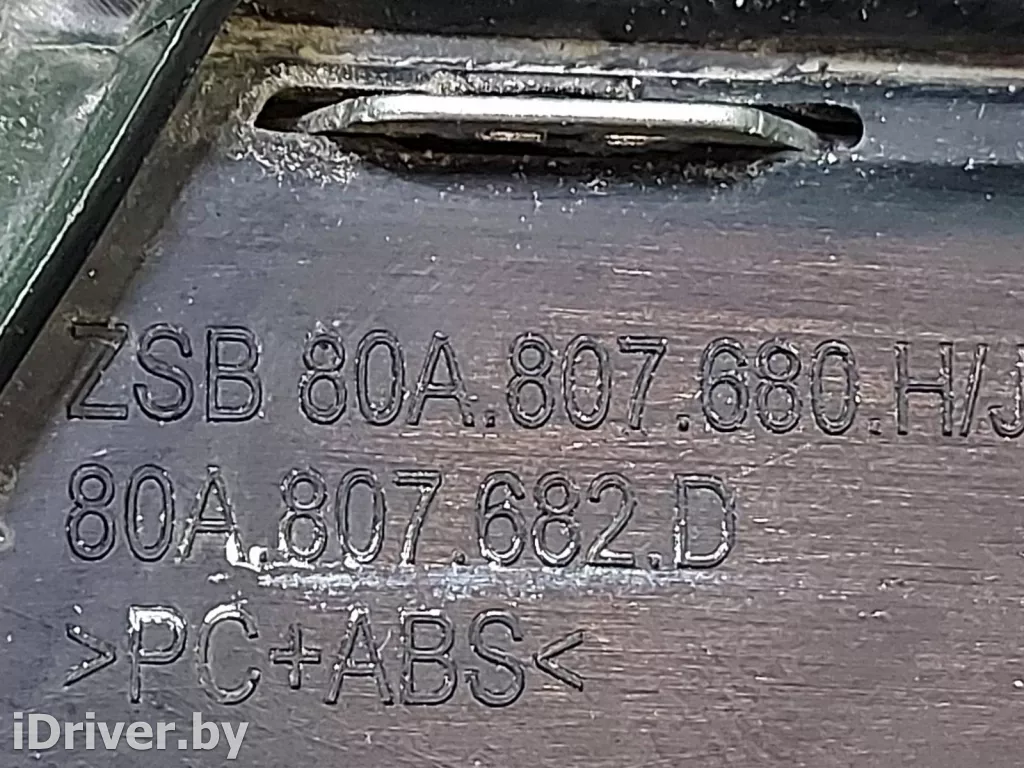 ZSB 80A.807.680.H/J
80A.807.682.D
>PC+ABS<
iDriver.by